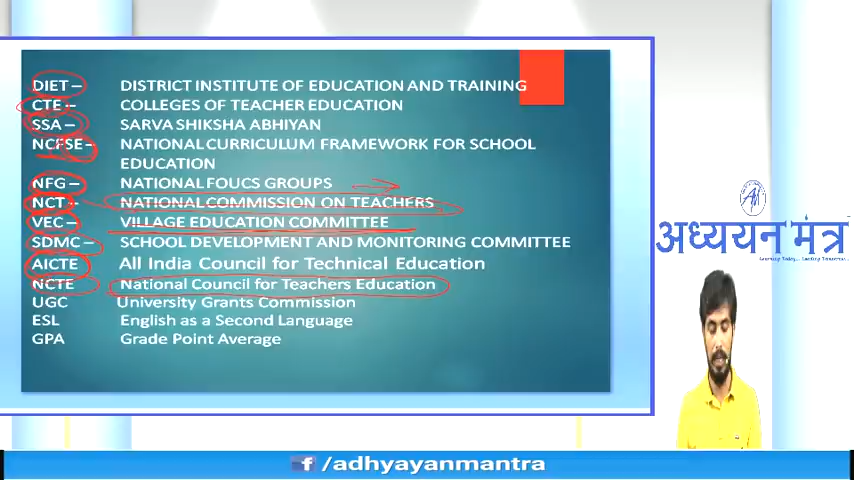 DIET – DISTRICT INSTITUTE OF EDUCATION AND TRAINING
CTE – COLLEGES OF TEACHER EDUCATION
SSA – SARVA SHIKSHA ABHIYAN
NCFSE – NATIONAL CURRICULUM FRAMEWORK FOR SCHOOL
EDUCATION
NFG – NATIONAL FOUCS GROUPS
NCT – NATIONAL COMMISSION ON TEACHERS
VEC – VILLAGE EDUCATION COMMITTEE
SDMC – SCHOOL DEVELOPMENT AND MONITORING COMMITTEE
AICTE All India Council for Technical Education
NCTE National Council for Teachers Education
UGC University Grants Commission
ESL English as a Second Language
GPA Grade Point Average
अध्ययन मंत्र
f /adhyayanmantra